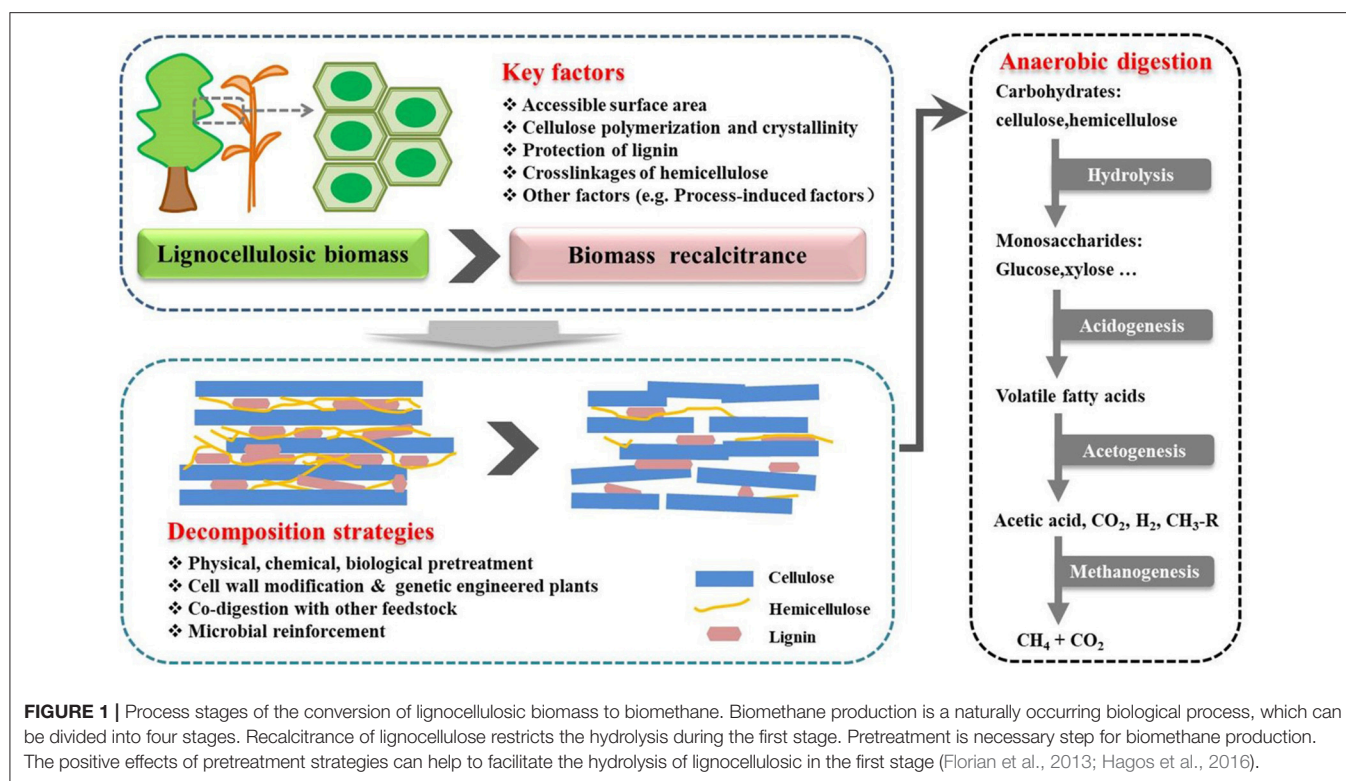 Key factors
❖ Accessible surface area
❖ Cellulose polymerization and crystallinity
❖ Protection of lignin
❖ Crosslinkages of hemicellulose
❖ Other factors (e.g. Process-induced factors）
Lignocellulosic biomass
Biomass recalcitrance
Decomposition strategies
❖ Physical, chemical, biological pretreatment
❖ Cell wall modification & genetic engineered plants
❖ Co-digestion with other feedstock
❖ Microbial reinforcement
Cellulose
Hemicellulose
Lignin
Anaerobic digestion
Carbohydrates:
cellulose,hemicellulose
Hydrolysis
Monosaccharides:
Glucose,xylose …
Acidogenesis
Volatile fatty acids
Acetogenesis
Acetic acid, CO₂, H₂, CH₃-R
Methanogenesis
CH₄ + CO₂
FIGURE 1 | Process stages of the conversion of lignocellulosic biomass to biomethane. Biomethane production is a naturally occurring biological process, which can
be divided into four stages. Recalcitrance of lignocellulose restricts the hydrolysis during the first stage. Pretreatment is necessary step for biomethane production.
The positive effects of pretreatment strategies can help to facilitate the hydrolysis of lignocellulosic in the first stage (Florian et al., 2013; Hagos et al., 2016).